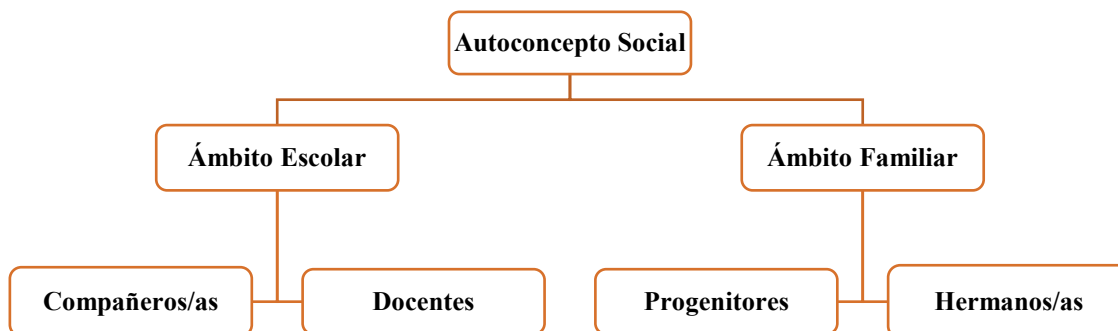 Autoconcepto Social
Ámbito Escolar
Ámbito Familiar
Compañeros/as
Docentes
Progenitores
Hermanos/as